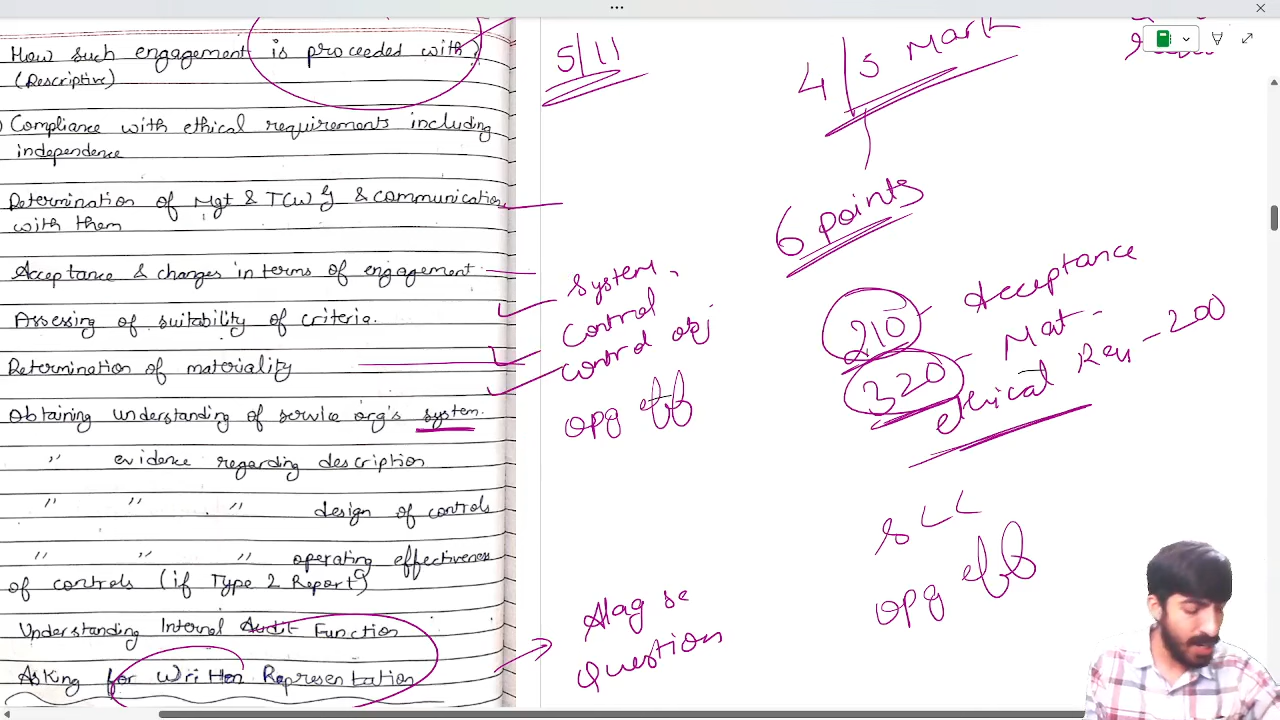 How such engagement is proceeded with
(Descriptive)
Compliance with ethical requirements including
independence
Determination of Mgt & TCWG & communication
with them
Acceptance & changes in terms of engagement
Assessing of suitability of criteria.
Determination of materiality
Obtaining understanding of service org's system.
" evidence regarding description
" " " design of controls
" " " operating effectiveness
of controls (if Type 2 Report)
Understanding Internal Audit Function
Asking for Written Representation
5/11
System,
Control
Control obj
opg eff
Alag se
question
4/5 Mark
6 points
210 - Acceptance
320 - Mat -
ethical Req - 200
SCC
opg eff